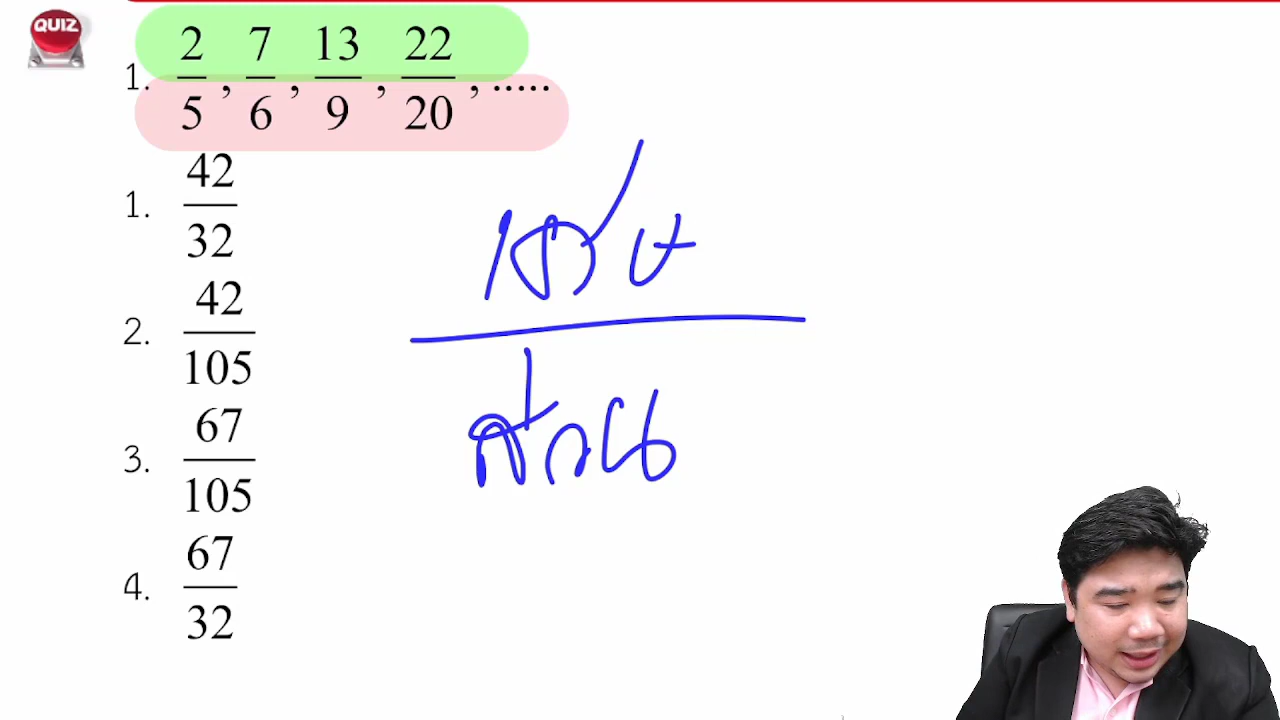 QUIZ
1. 2/5 , 7/6 , 13/9 , 22/20 , .....
1. 42/32
2. 42/105
3. 67/105
4. 67/32
เศษ
ส่วน